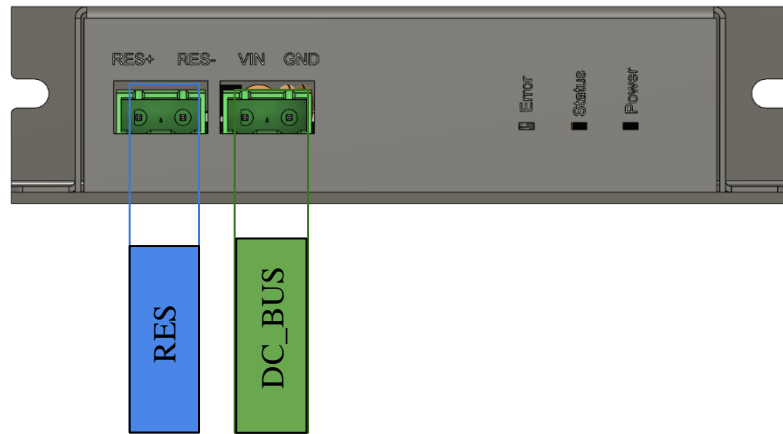 RES+ RES- VIN GND
Error
Status
Power
RES
DC_BUS